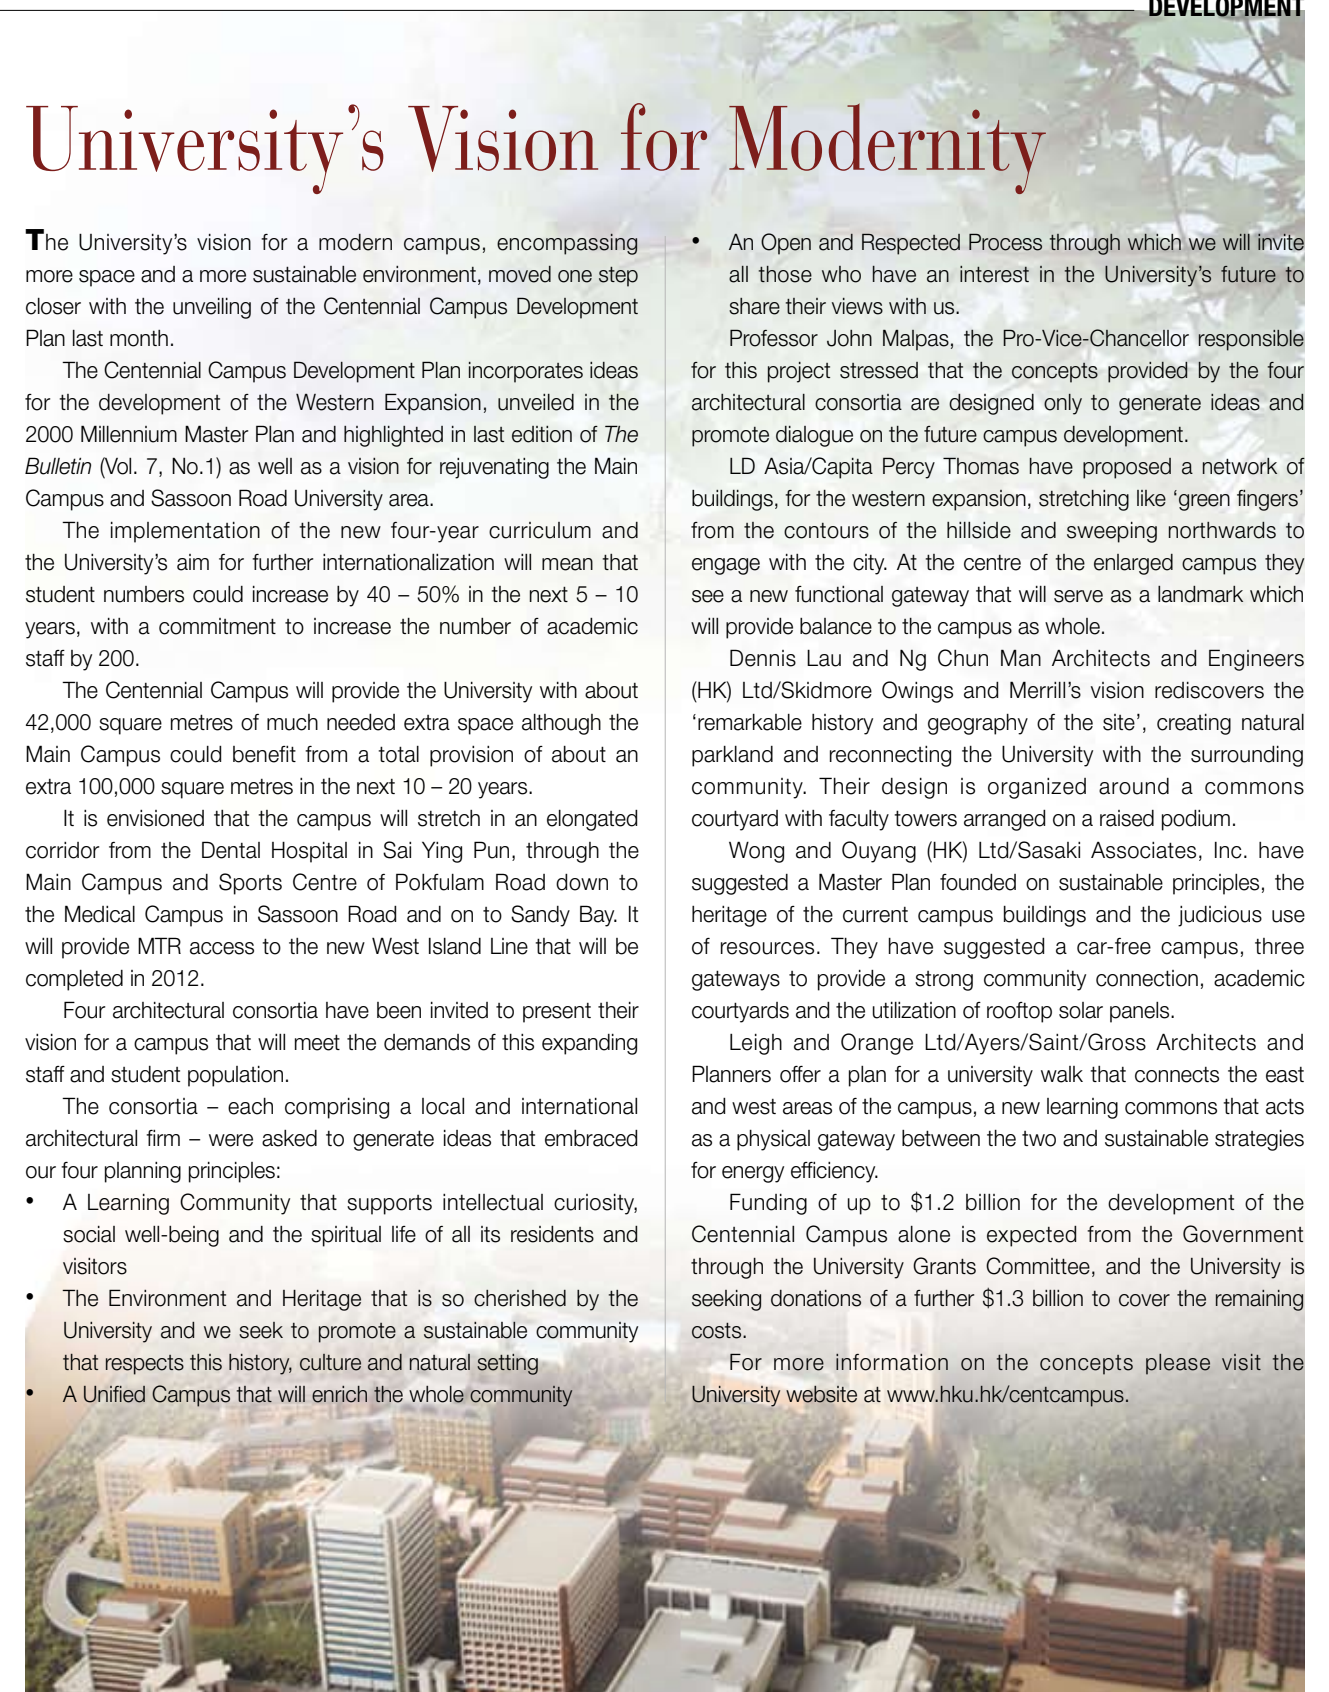 DEVELOPMENT
University's Vision for Modernity
The University's vision for a modern campus, encompassing
more space and a more sustainable environment, moved one step
closer with the unveiling of the Centennial Campus Development
Plan last month.
The Centennial Campus Development Plan incorporates ideas
for the development of the Western Expansion, unveiled in the
2000 Millennium Master Plan and highlighted in last edition of The
Bulletin (Vol. 7, No.1) as well as a vision for rejuvenating the Main
Campus and Sassoon Road University area.
The implementation of the new four-year curriculum and
the University's aim for further internationalization will mean that
student numbers could increase by 40 – 50% in the next 5 – 10
years, with a commitment to increase the number of academic
staff by 200.
The Centennial Campus will provide the University with about
42,000 square metres of much needed extra space although the
Main Campus could benefit from a total provision of about an
extra 100,000 square metres in the next 10 – 20 years.
It is envisioned that the campus will stretch in an elongated
corridor from the Dental Hospital in Sai Ying Pun, through the
Main Campus and Sports Centre of Pokfulam Road down to
the Medical Campus in Sassoon Road and on to Sandy Bay. It
will provide MTR access to the new West Island Line that will be
completed in 2012.
Four architectural consortia have been invited to present their
vision for a campus that will meet the demands of this expanding
staff and student population.
The consortia – each comprising a local and international
architectural firm – were asked to generate ideas that embraced
our four planning principles:
• A Learning Community that supports intellectual curiosity,
social well-being and the spiritual life of all its residents and
visitors
• The Environment and Heritage that is so cherished by the
University and we seek to promote a sustainable community
that respects this history, culture and natural setting
• A Unified Campus that will enrich the whole community
• An Open and Respected Process through which we will invite
all those who have an interest in the University's future to
share their views with us.
Professor John Malpas, the Pro-Vice-Chancellor responsible
for this project stressed that the concepts provided by the four
architectural consortia are designed only to generate ideas and
promote dialogue on the future campus development.
LD Asia/Capita Percy Thomas have proposed a network of
buildings, for the western expansion, stretching like 'green fingers'
from the contours of the hillside and sweeping northwards to
engage with the city. At the centre of the enlarged campus they
see a new functional gateway that will serve as a landmark which
will provide balance to the campus as whole.
Dennis Lau and Ng Chun Man Architects and Engineers
(HK) Ltd/Skidmore Owings and Merrill's vision rediscovers the
'remarkable history and geography of the site', creating natural
parkland and reconnecting the University with the surrounding
community. Their design is organized around a commons
courtyard with faculty towers arranged on a raised podium.
Wong and Ouyang (HK) Ltd/Sasaki Associates, Inc. have
suggested a Master Plan founded on sustainable principles, the
heritage of the current campus buildings and the judicious use
of resources. They have suggested a car-free campus, three
gateways to provide a strong community connection, academic
courtyards and the utilization of rooftop solar panels.
Leigh and Orange Ltd/Ayers/Saint/Gross Architects and
Planners offer a plan for a university walk that connects the east
and west areas of the campus, a new learning commons that acts
as a physical gateway between the two and sustainable strategies
for energy efficiency.
Funding of up to $1.2 billion for the development of the
Centennial Campus alone is expected from the Government
through the University Grants Committee, and the University is
seeking donations of a further $1.3 billion to cover the remaining
costs.
For more information on the concepts please visit the
University website at www.hku.hk/centcampus.